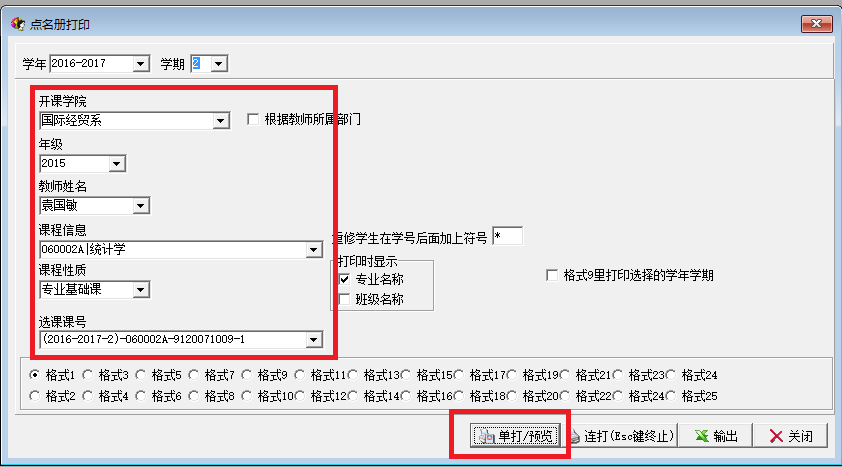 点名册打印
学年 2016-2017 学期 2
开课学院
国际经贸系 根据教师所属部门
年级
2015
教师姓名
袁国敏
课程信息
重修学生在学号后面加上符号 *
060002A|统计学
打印时显示
课程性质
专业名称 格式9里打印选择的学年学期
专业基础课
班级名称
选课课号
(2016-2017-2)-060002A-9120071009-1
格式1 格式3 格式5 格式7 格式9 格式11 格式13 格式15 格式17 格式19 格式21 格式23 格式24
格式2 格式4 格式6 格式8 格式10 格式12 格式14 格式16 格式18 格式20 格式22 格式24 格式25
单打/预览 连打(Esc键终止) 输出 关闭